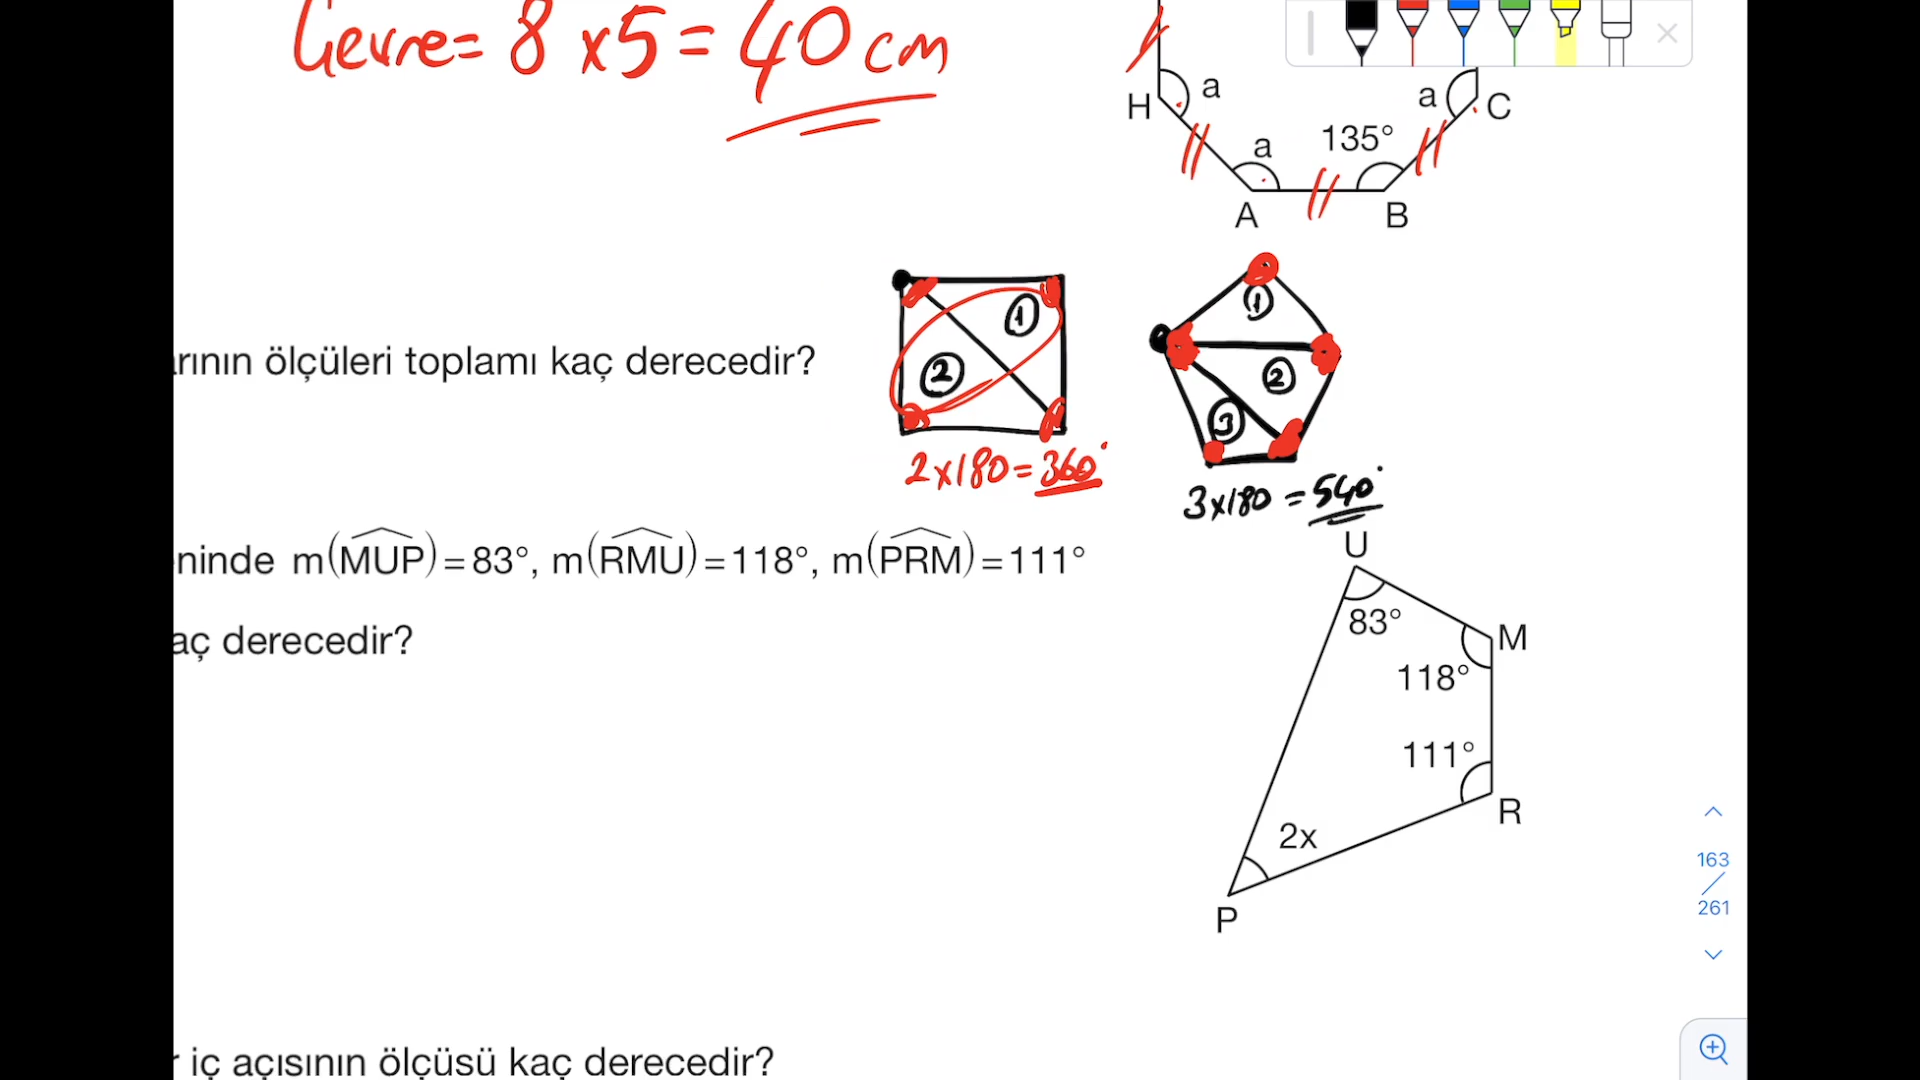 Çevre= 8 x5 = 40 cm
H a a C
a 135°
A B
1 1
rının ölçüleri toplamı kaç derecedir? 2 2
3
2x180=360°
3x180=540°
ninde m(MUP)=83°, m(RMU)=118°, m(PRM)=111°
U
83° M
aç derecedir?
118°
111°
R
2x
P
163
/
261
iç açısının ölçüsü kaç derecedir?